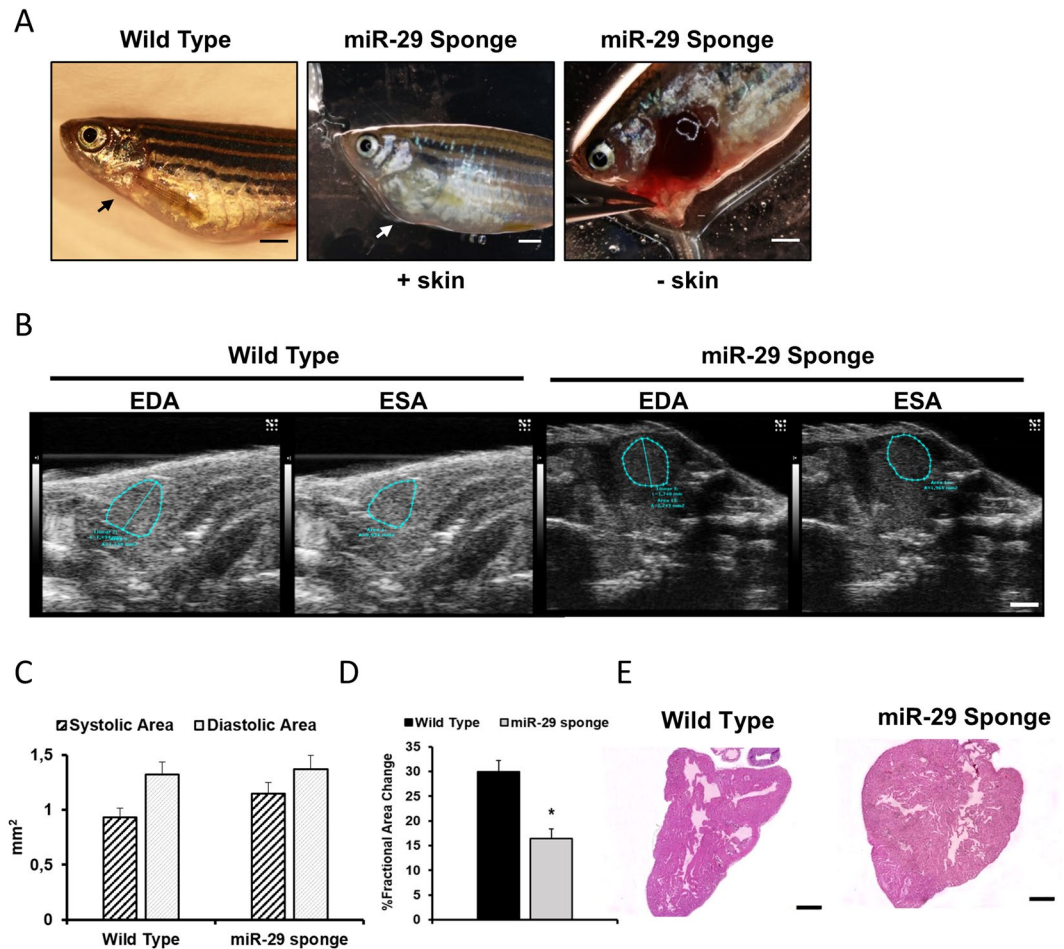 A
Wild Type
miR-29 Sponge
miR-29 Sponge
+ skin
- skin
B
Wild Type
miR-29 Sponge
EDA
ESA
EDA
ESA
C
D
E
Systolic Area
Diastolic Area
1,5
1
0,5
0
mm²
Wild Type
miR-29 sponge
Wild Type
miR-29 sponge
35
30
25
20
15
10
5
0
%Fractional Area Change
*
Wild Type
miR-29 Sponge